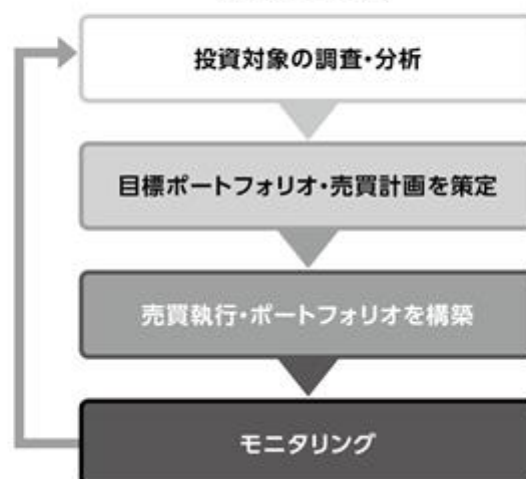 投資対象の調査・分析
目標ポートフォリオ・売買計画を策定
売買執行・ポートフォリオを構築
モニタリング